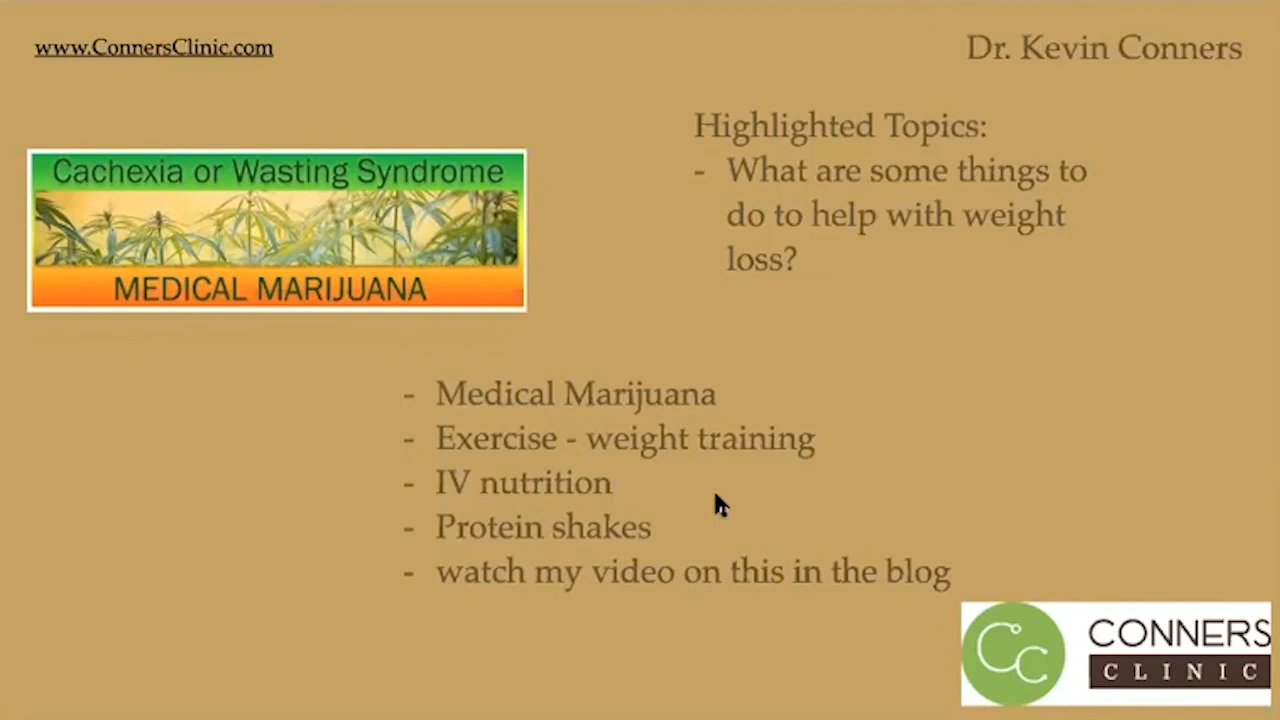 www.ConnersClinic.com
Dr. Kevin Conners
Cachexia or Wasting Syndrome
MEDICAL MARIJUANA
Highlighted Topics:
- What are some things to
do to help with weight
loss?
- Medical Marijuana
- Exercise - weight training
- IV nutrition
- Protein shakes
- watch my video on this in the blog
CC
CONNERS
CLINIC